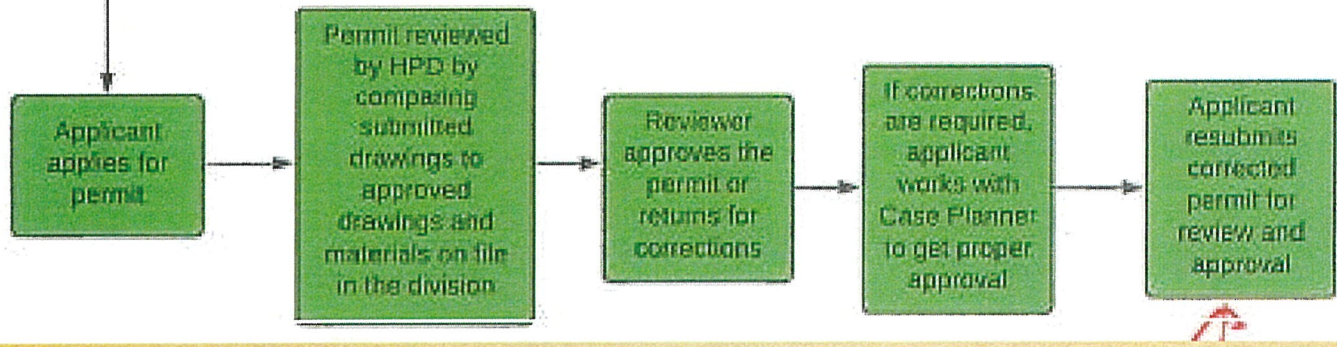 Applicant
applies for
permit
Permit reviewed
by HPD by
comparing
submitted
drawings to
approved
drawings and
materials on file
in the division
Reviewer
approves the
permit or
returns for
corrections
If corrections
are required,
applicant
works with
Case Planner
to get proper
approval
Applicant
resubmits
corrected
permit for
review and
approval